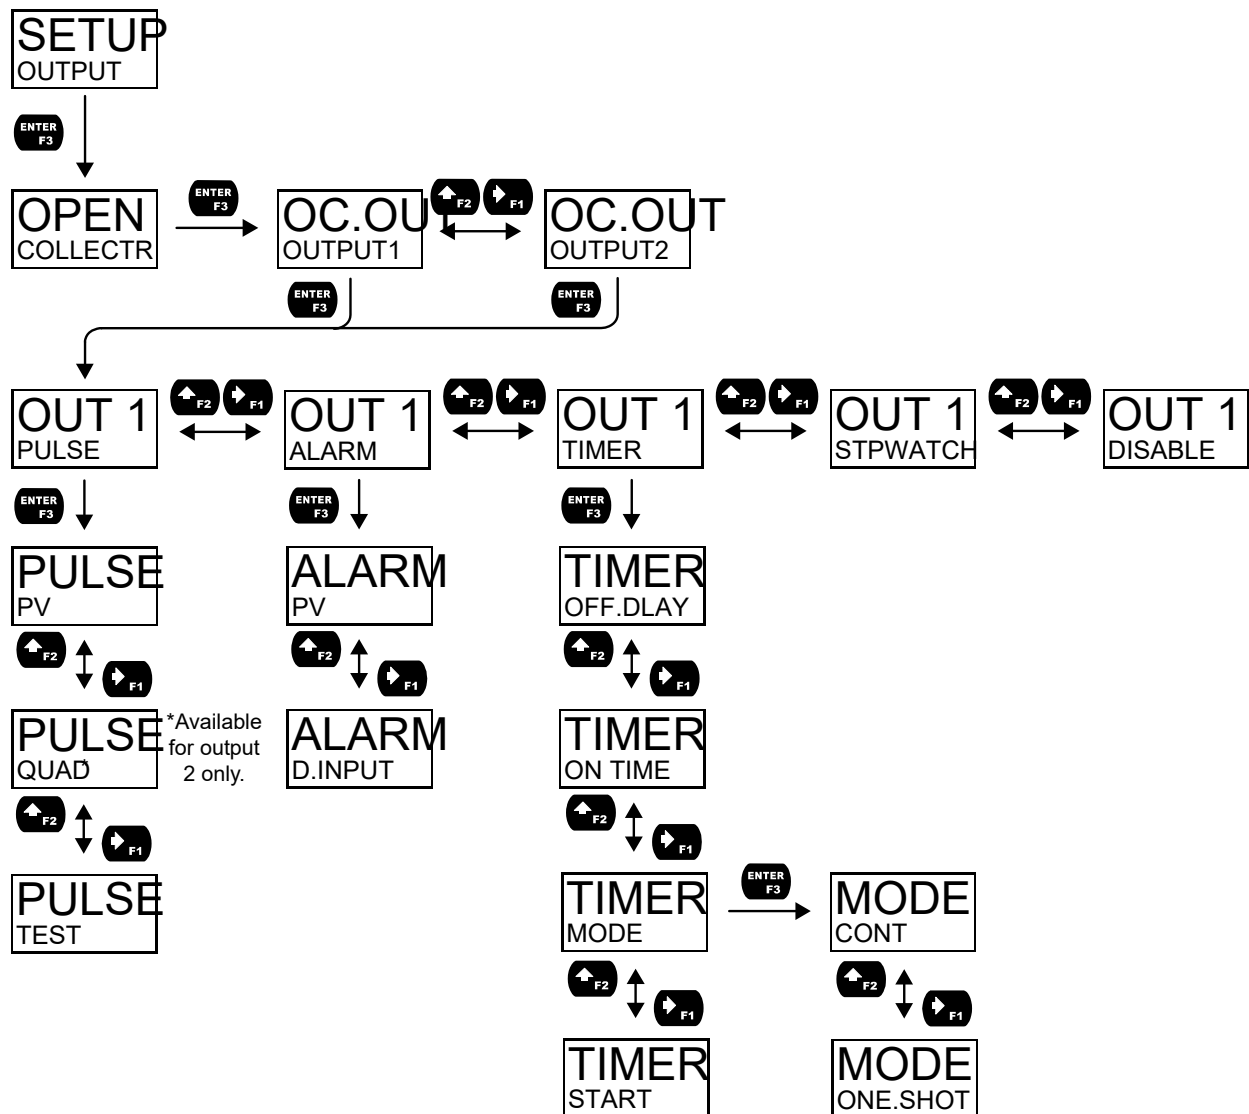 SETUP
OUTPUT
ENTER
F3
OPEN
COLLECTR
ENTER
F3
OC.OUT
OUTPUT1
F2
F1
OC.OUT
OUTPUT2
ENTER
F3
ENTER
F3
OUT 1
PULSE
F2
F1
OUT 1
ALARM
F2
F1
OUT 1
TIMER
F2
F1
OUT 1
STPWATCH
F2
F1
OUT 1
DISABLE
ENTER
F3
ENTER
F3
ENTER
F3
PULSE
PV
ALARM
PV
TIMER
OFF.DLAY
F2
F1
F2
F1
F2
F1
PULSE
QUAD*
*Available
for output
2 only.
ALARM
D.INPUT
TIMER
ON TIME
F2
F1
F2
F1
PULSE
TEST
TIMER
MODE
ENTER
F3
MODE
CONT
F2
F1
F2
F1
TIMER
START
MODE
ONE.SHOT